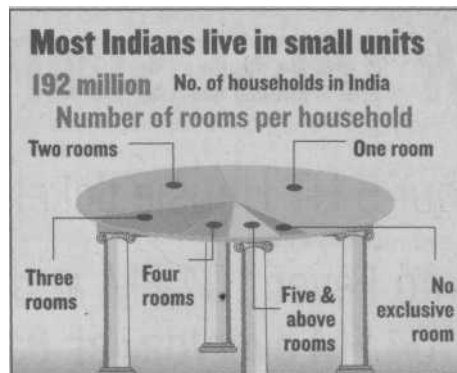 Most Indians live in small units
192 million No. of households in India
Number of rooms per household
Two rooms
One room
Three
rooms
Four
rooms
Five &
above
rooms
No
exclusive
room